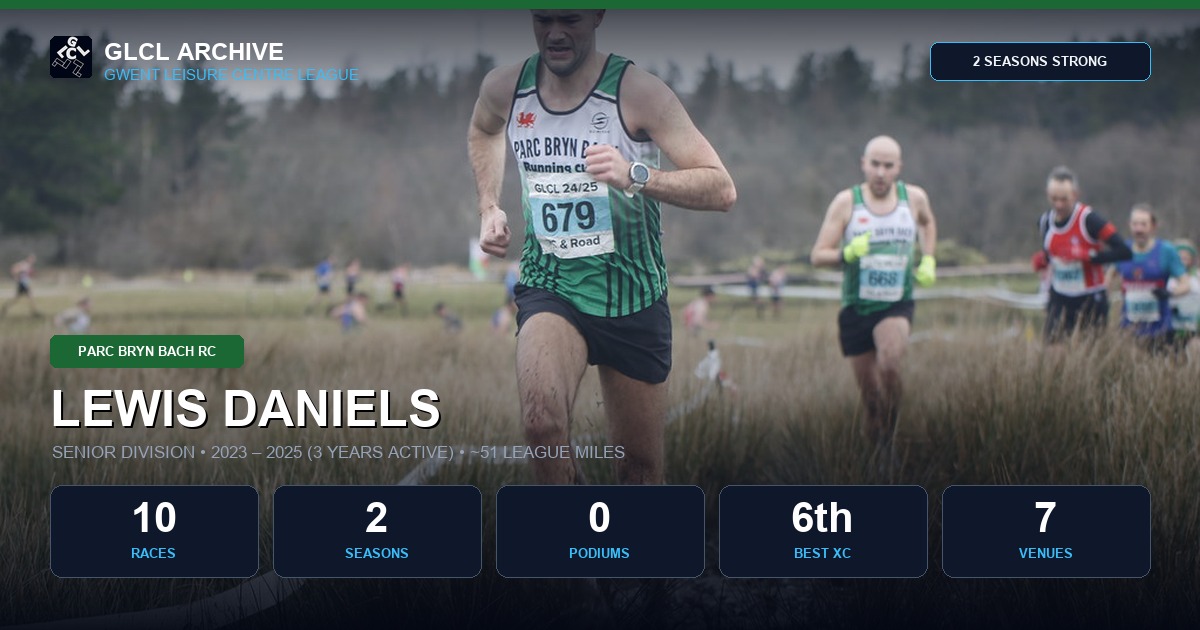 GLCL ARCHIVE
GWENT LEISURE CENTRE LEAGUE
2 SEASONS STRONG
PARC BRYN
Running
GLCL 24/25
679
& Road
668
PARC BRYN BACH RC
LEWIS DANIELS
SENIOR DIVISION • 2023 – 2025 (3 YEARS ACTIVE) • ~51 LEAGUE MILES
10
RACES
2
SEASONS
0
PODIUMS
6th
BEST XC
7
VENUES